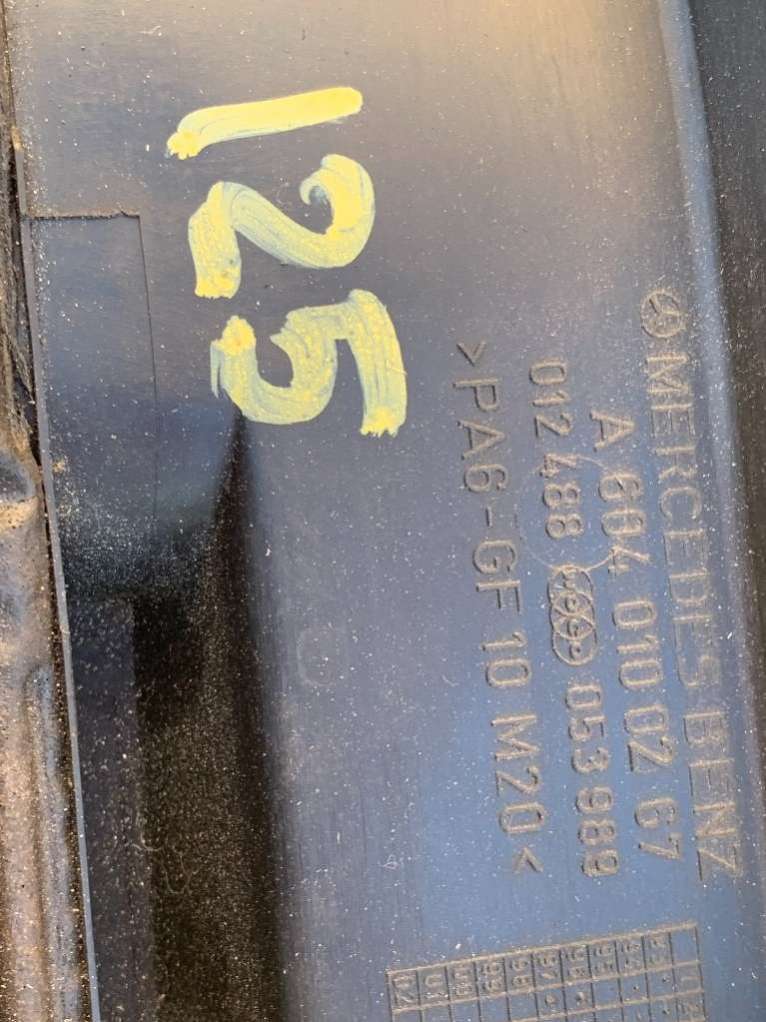 125
MERCEDES BENZ
A 604 010 02 67
012 488 053 989
>PA6-GF 10 M20<